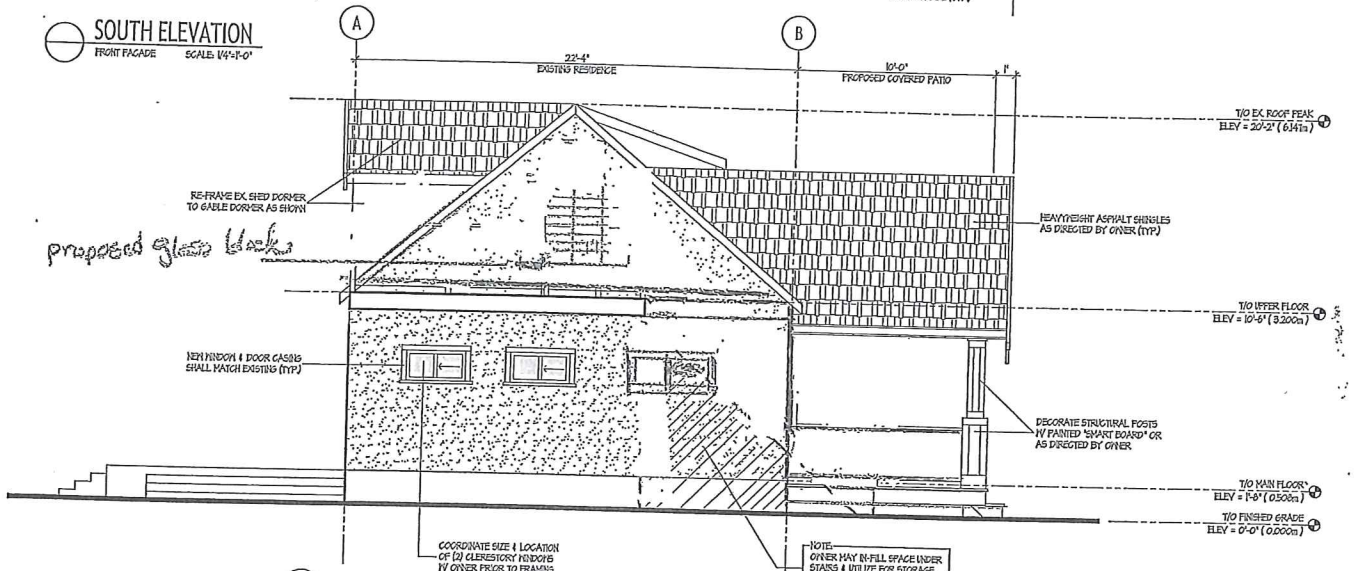 SOUTH ELEVATION
FRONT FACADE SCALE: 1/4"=1'-0"
A
B
22'-4"
EXISTING RESIDENCE
10'-0"
PROPOSED COVERED PATIO
1'
T/O EX. ROOF PEAK
ELEV = 20'-2" (6.147m)
RE-FRAME EX. SHED DORMER
TO GABLE DORMER AS SHOWN
HEAVYWEIGHT ASPHALT SHINGLES
AS DIRECTED BY OWNER (TYP.)
proposed glass block
T/O UPPER FLOOR
ELEV = 10'-6" (3.200m)
NEW WINDOW & DOOR CASING
SHALL MATCH EXISTING (TYP.)
DECORATE STRUCTURAL POSTS
W/ PAINTED "SMART BOARD" OR
AS DIRECTED BY OWNER
T/O MAIN FLOOR
ELEV = 1'-8" (0.508m)
T/O FINISHED GRADE
ELEV = 0'-0" (0.000m)
COORDINATE SIZE & LOCATION
OF (2) CLERESTORY WINDOWS
W/ OWNER PRIOR TO FRAMING
NOTE:
OWNER MAY IN-FILL SPACE UNDER
STAIRS & UTILIZE FOR STORAGE